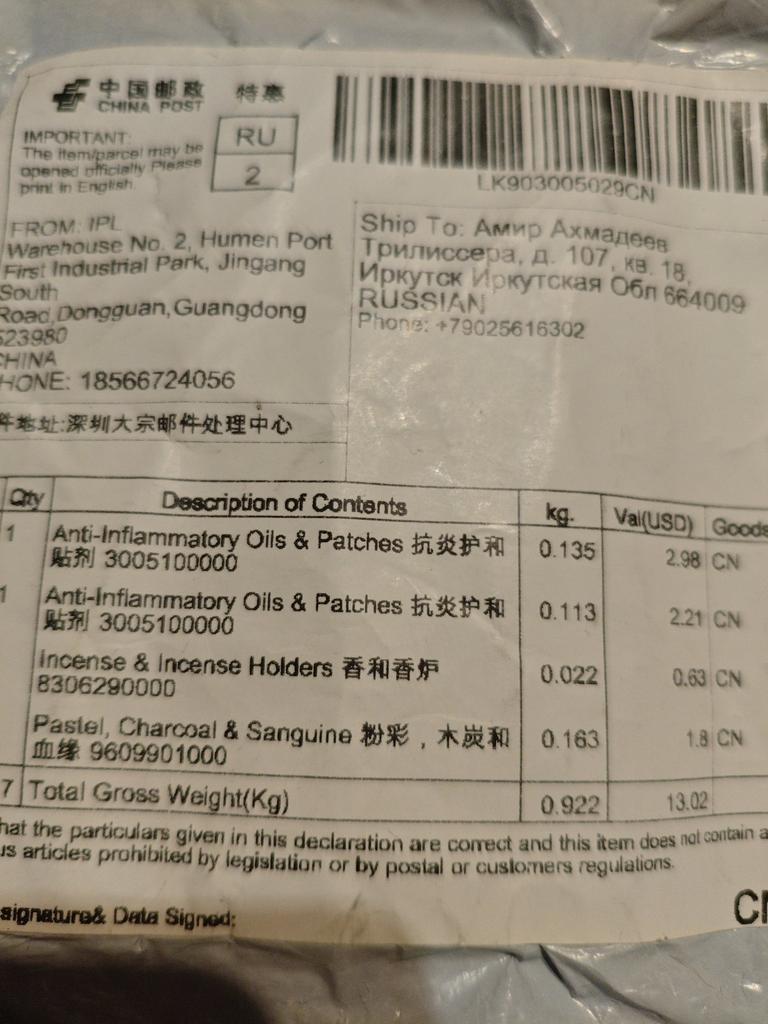 中国邮政 特惠
CHINA POST
IMPORTANT:
The item/parcel may be
opened officially Please
print in English.
RU
2
LK903005029CN
FROM: IPL
Warehouse No. 2, Humen Port
First Industrial Park, Jingang
South
Road,Dongguan,Guangdong
523980
CHINA
HONE: 18566724056
件地址:深圳大宗邮件处理中心
Ship To: Амир Ахмадеев
Трилиссера, д. 107, кв. 18,
Иркутск Иркутская Обл 664009
RUSSIAN
Phone: +79025616302
Qty Description of Contents kg. Val(USD) Goods
1 Anti-Inflammatory Oils & Patches 抗炎护和 0.135 2.98 CN
贴剂 3005100000
1 Anti-Inflammatory Oils & Patches 抗炎护和 0.113 2.21 CN
贴剂 3005100000
Incense & Incense Holders 香和香炉 0.022 0.63 CN
8306290000
Pastel, Charcoal & Sanguine 粉彩，木炭和 0.163 1.8 CN
血缘 9609901000
7 Total Gross Weight(Kg) 0.922 13.02
hat the particulars given in this declaration are correct and this item does not contain a
us articles prohibited by legislation or by postal or customers regulations.
signature& Data Signed:
CN